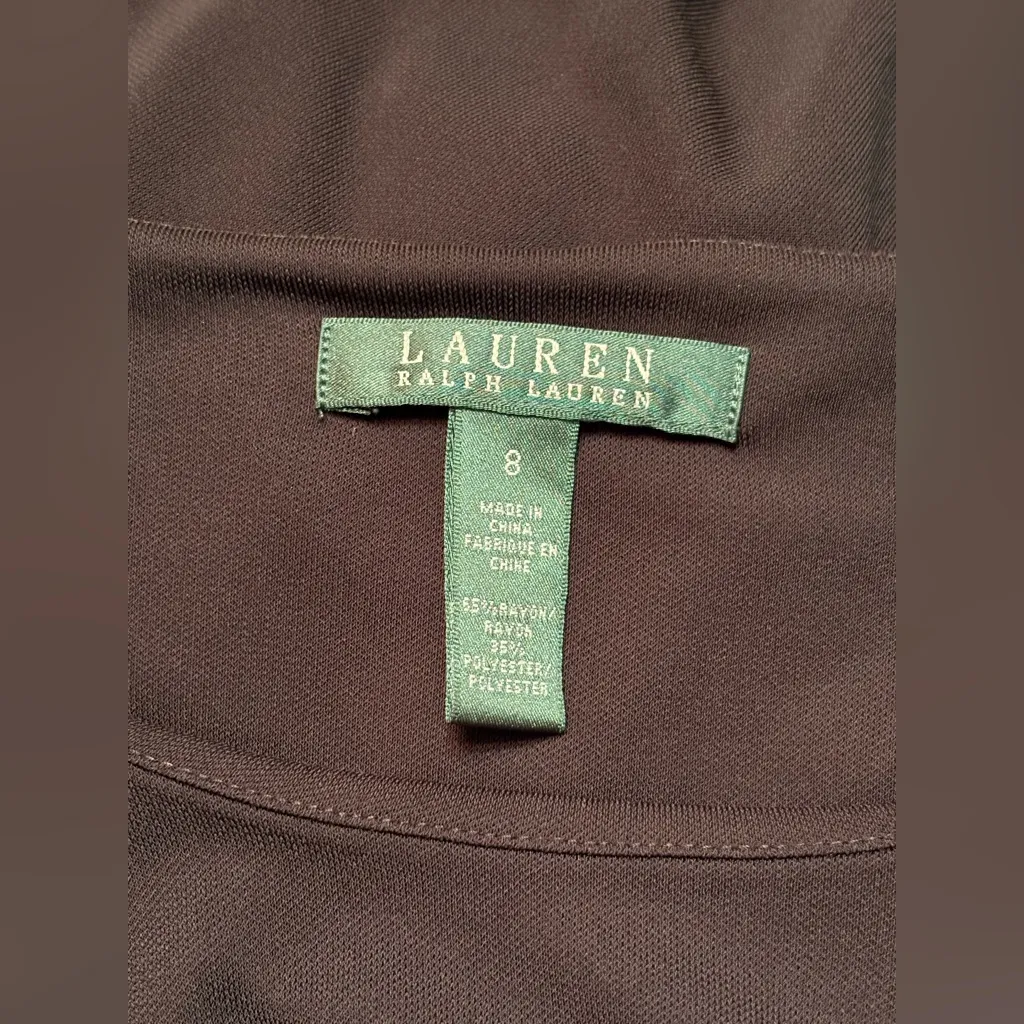 LAUREN
RALPH LAUREN
8
MADE IN
CHINA
FABRIQUE EN
CHINE
65% RAYON/
RAYON
35%
POLYESTER/
POLYESTER